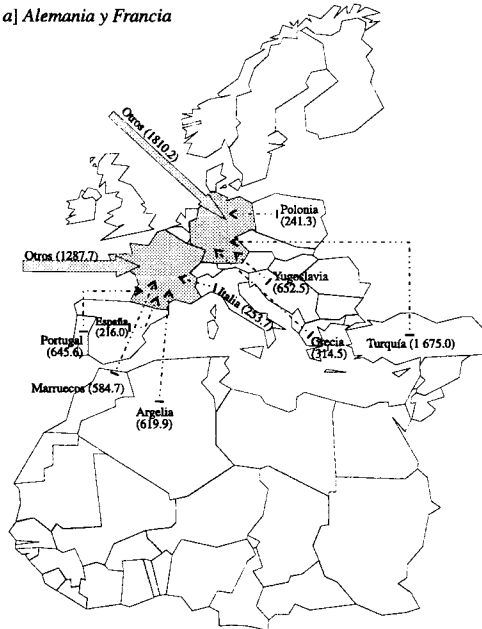 a] Alemania y Francia
Otros (1810.2)
Polonia
(241.3)
Otros (1287.7)
Yugoslavia
(652.5)
Italia (253.7)
España
(216.0)
Portugal
(645.6)
Grecia
(314.5)
Turquía (1 675.0)
Marruecos (584.7)
Argelia
(619.9)